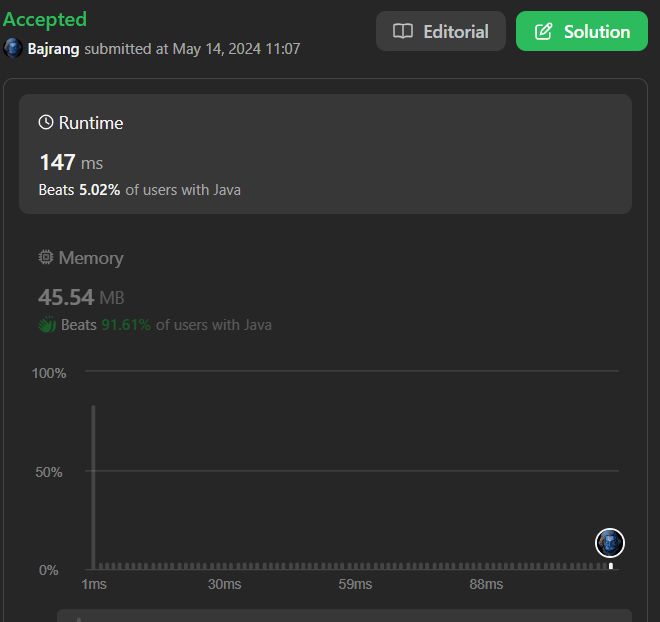 Accepted
Bajrang submitted at May 14, 2024 11:07
Editorial
Solution
Runtime
147 ms
Beats 5.02% of users with Java
Memory
45.54 MB
Beats 91.61% of users with Java
100%
50%
0%
1ms 30ms 59ms 88ms